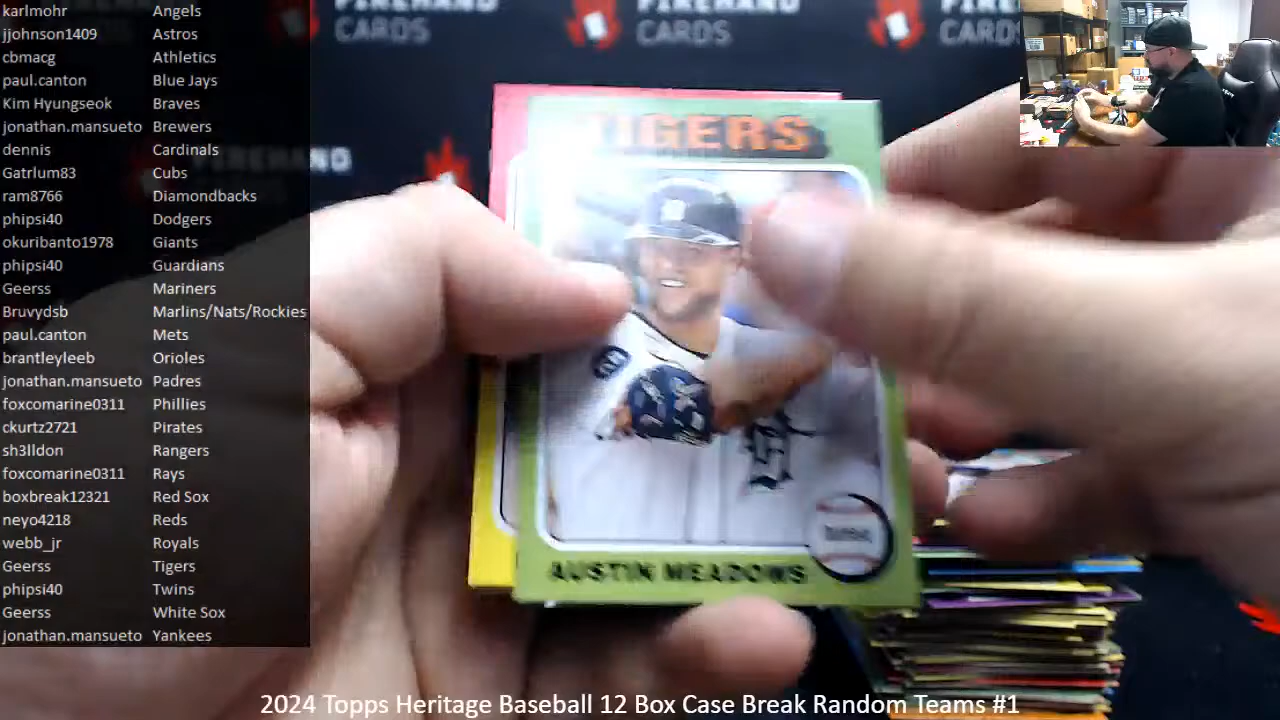 karlmohr Angels
jjohnson1409 Astros
cbmacg Athletics
paul.canton Blue Jays
Kim Hyungseok Braves
jonathan.mansueto Brewers
dennis Cardinals
Gatrlum83 Cubs
ram8766 Diamondbacks
phipsi40 Dodgers
okuribanto1978 Giants
phipsi40 Guardians
Geerss Mariners
Bruvydsb Marlins/Nats/Rockies
paul.canton Mets
brantleyleeb Orioles
jonathan.mansueto Padres
foxcomarine0311 Phillies
ckurtz2721 Pirates
sh3lldon Rangers
foxcomarine0311 Rays
boxbreak12321 Red Sox
neyo4218 Reds
webb_jr Royals
Geerss Tigers
phipsi40 Twins
Geerss White Sox
jonathan.mansueto Yankees
FIREHAND
CARDS
FIREHAND
CARDS
CARDS
TIGERS
AUSTIN MEADOWS
2024 Topps Heritage Baseball 12 Box Case Break Random Teams #1